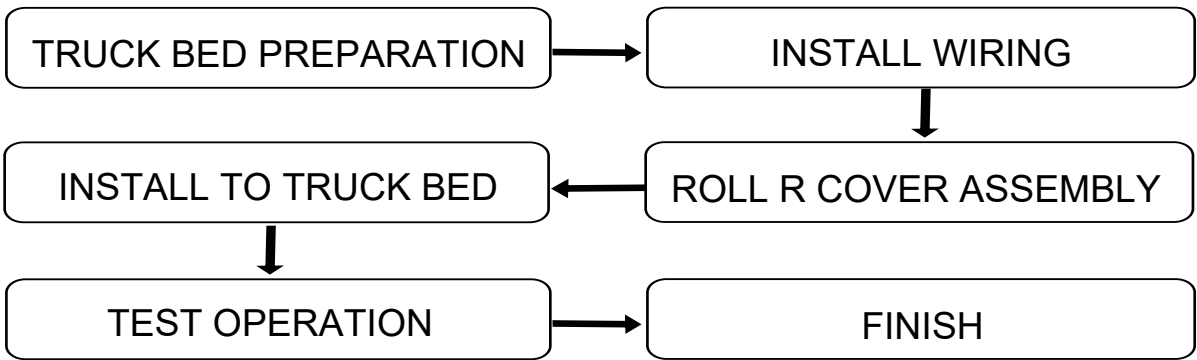 TRUCK BED PREPARATION
INSTALL WIRING
ROLL R COVER ASSEMBLY
INSTALL TO TRUCK BED
TEST OPERATION
FINISH